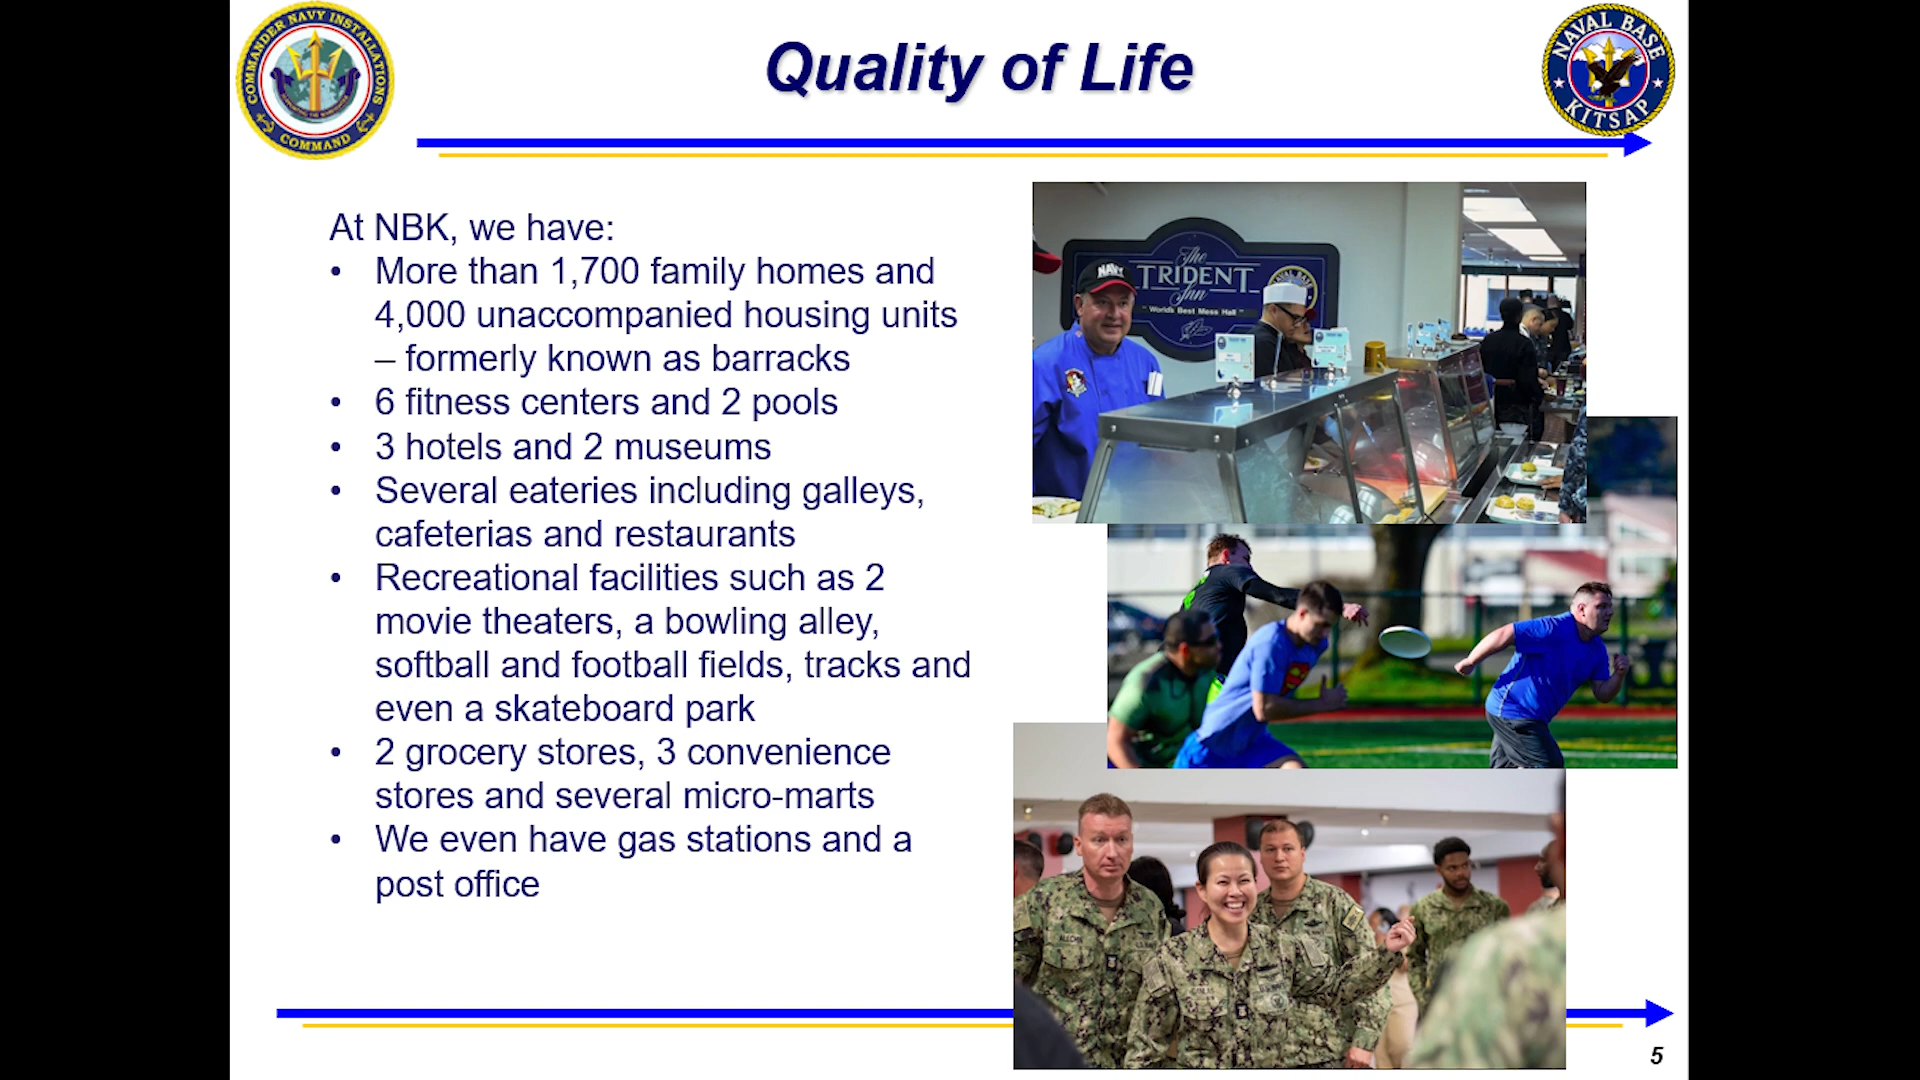 COMMANDER NAVY INSTALLATIONS
COMMAND
Quality of Life
NAVAL BASE
KITSAP
At NBK, we have:
• More than 1,700 family homes and
4,000 unaccompanied housing units
– formerly known as barracks
• 6 fitness centers and 2 pools
• 3 hotels and 2 museums
• Several eateries including galleys,
cafeterias and restaurants
• Recreational facilities such as 2
movie theaters, a bowling alley,
softball and football fields, tracks and
even a skateboard park
• 2 grocery stores, 3 convenience
stores and several micro-marts
• We even have gas stations and a
post office
The
TRIDENT
Inn
"Worlds Best Mess Hall"
NAVAL BASE
NAVY
5